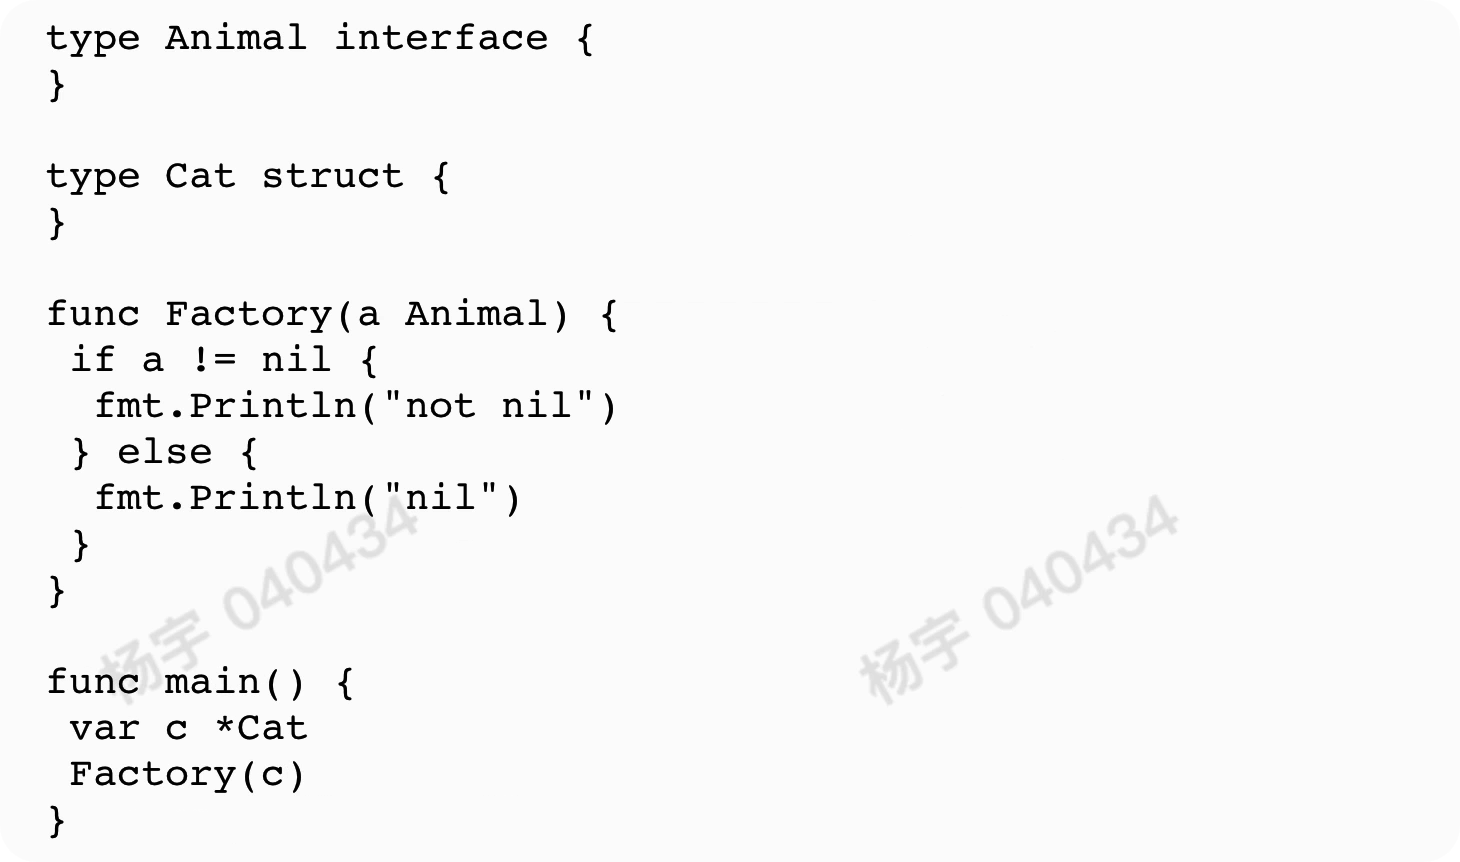 type Animal interface {
}

type Cat struct {
}

func Factory(a Animal) {
 if a != nil {
  fmt.Println("not nil")
 } else {
  fmt.Println("nil")
 }
}

func main() {
 var c *Cat
 Factory(c)
}
杨宇 040434
杨宇 040434